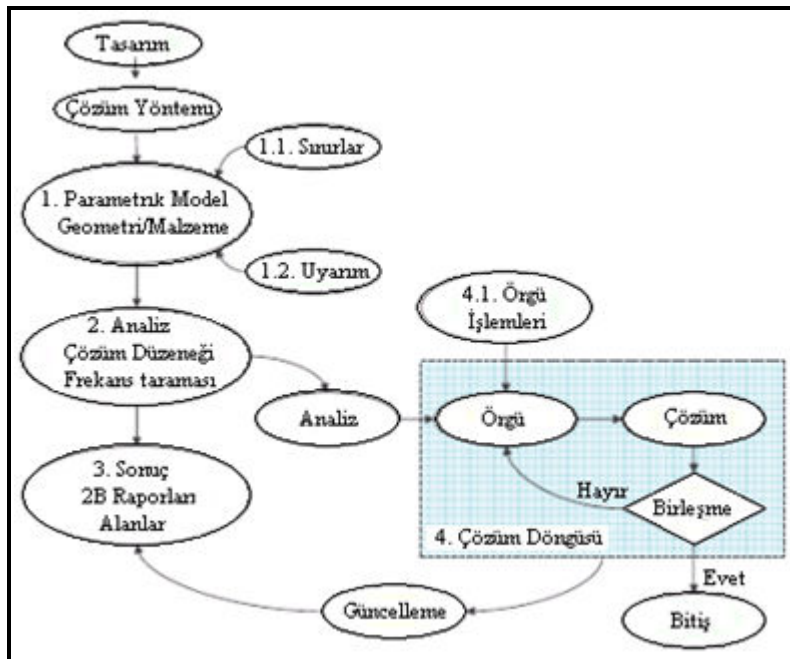 Tasarım
Çözüm Yöntemi
1.1. Sınırlar
1. Parametrik Model
Geometri/Malzeme
1.2. Uyarım
4.1. Örgü
İşlemleri
2. Analiz
Çözüm Düzeneği
Frekans taraması
Analiz
Örgü
Çözüm
3. Sonuç
2B Raporları
Alanlar
Hayır
Birleşme
4. Çözüm Döngüsü
Evet
Güncelleme
Bitiş